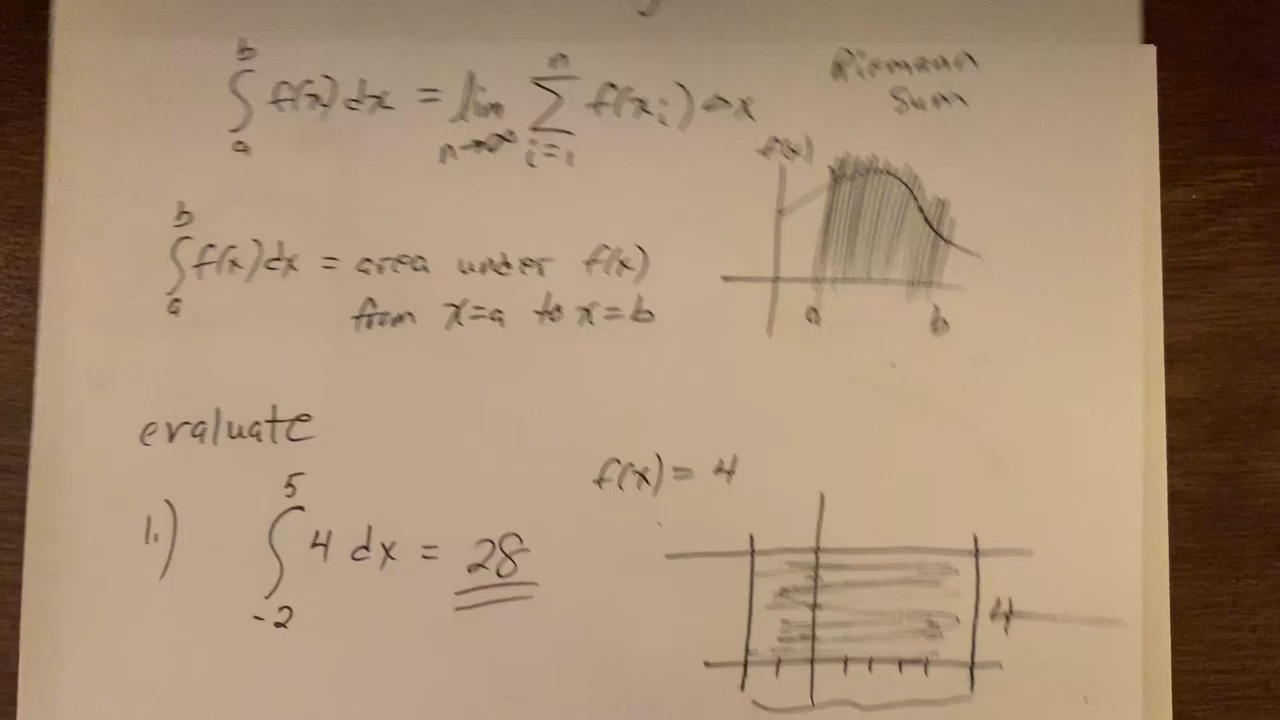 b
∫ f(x) dx = lim n→∞ n Σ i=1 f(xᵢ) Δx
a
Riemann
Sum
f(x)
a b
b
∫ f(x) dx = area under f(x)
a
from x=a to x=b
evaluate
f(x) = 4
5
1.) ∫ 4 dx = 28
-2
4